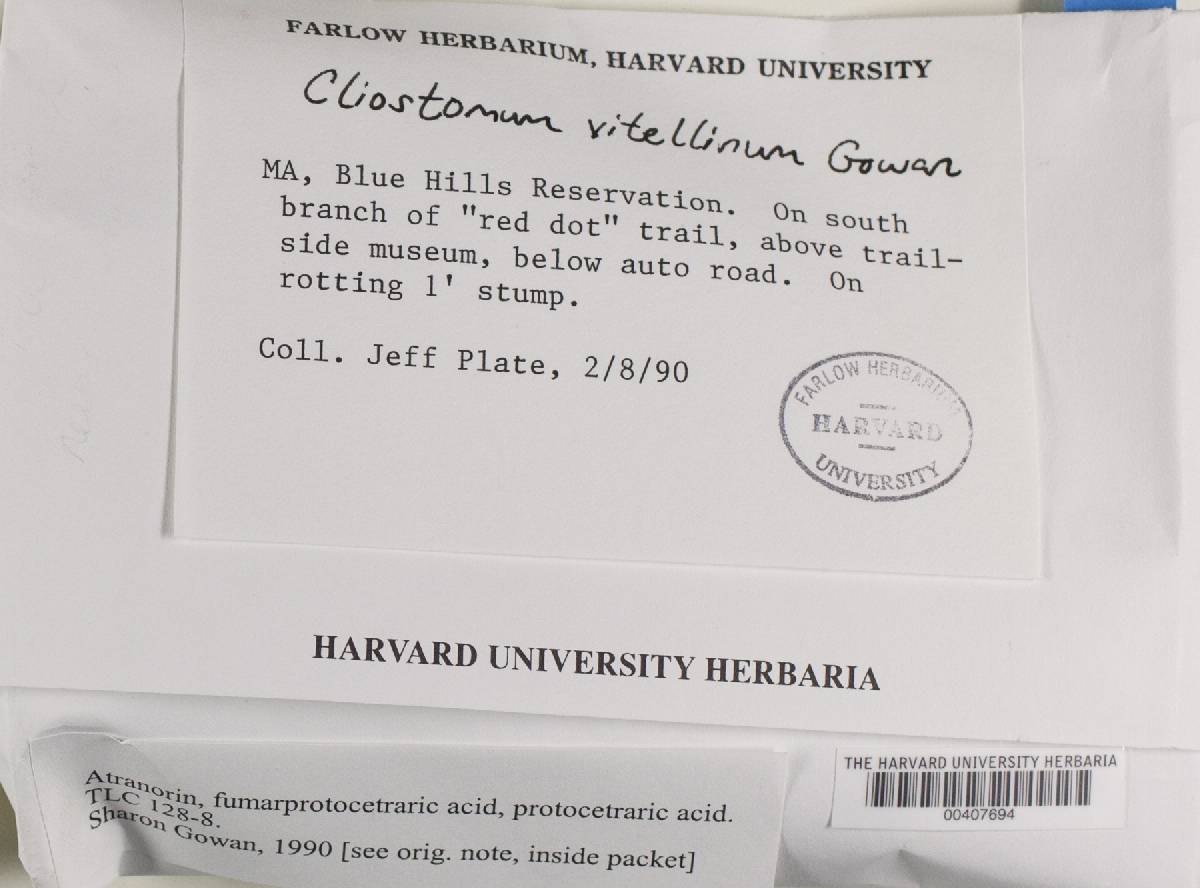 FARLOW HERBARIUM, HARVARD UNIVERSITY
Cliostomum vitellinum Gowan
MA, Blue Hills Reservation. On south
branch of "red dot" trail, above trail-
side museum, below auto road. On
rotting 1' stump.
Coll. Jeff Plate, 2/8/90
FARLOW HERBARIUM
HARVARD
UNIVERSITY
HARVARD UNIVERSITY HERBARIA
Atranorin, fumarprotocetraric acid, protocetraric acid.
TLC 128-8.
Sharon Gowan, 1990 [see orig. note, inside packet]
THE HARVARD UNIVERSITY HERBARIA
00407694